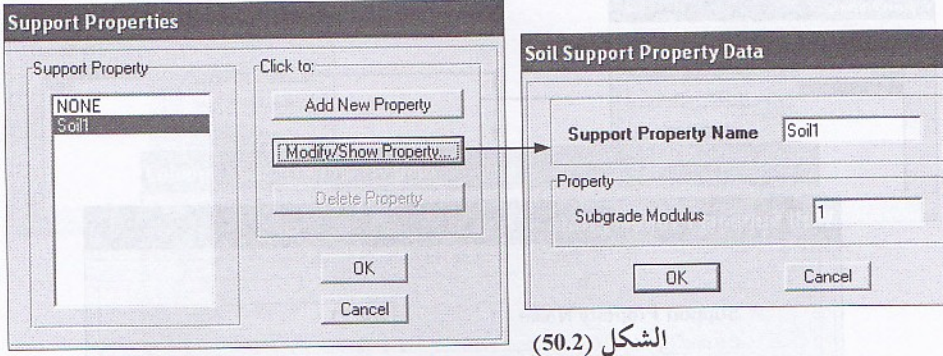 Support Properties
Support Property
NONE
Soil1
Click to:
Add New Property
Modify/Show Property...
Delete Property
OK
Cancel
Soil Support Property Data
Support Property Name Soil1
Property
Subgrade Modulus 1
OK Cancel
الشكل (50.2)